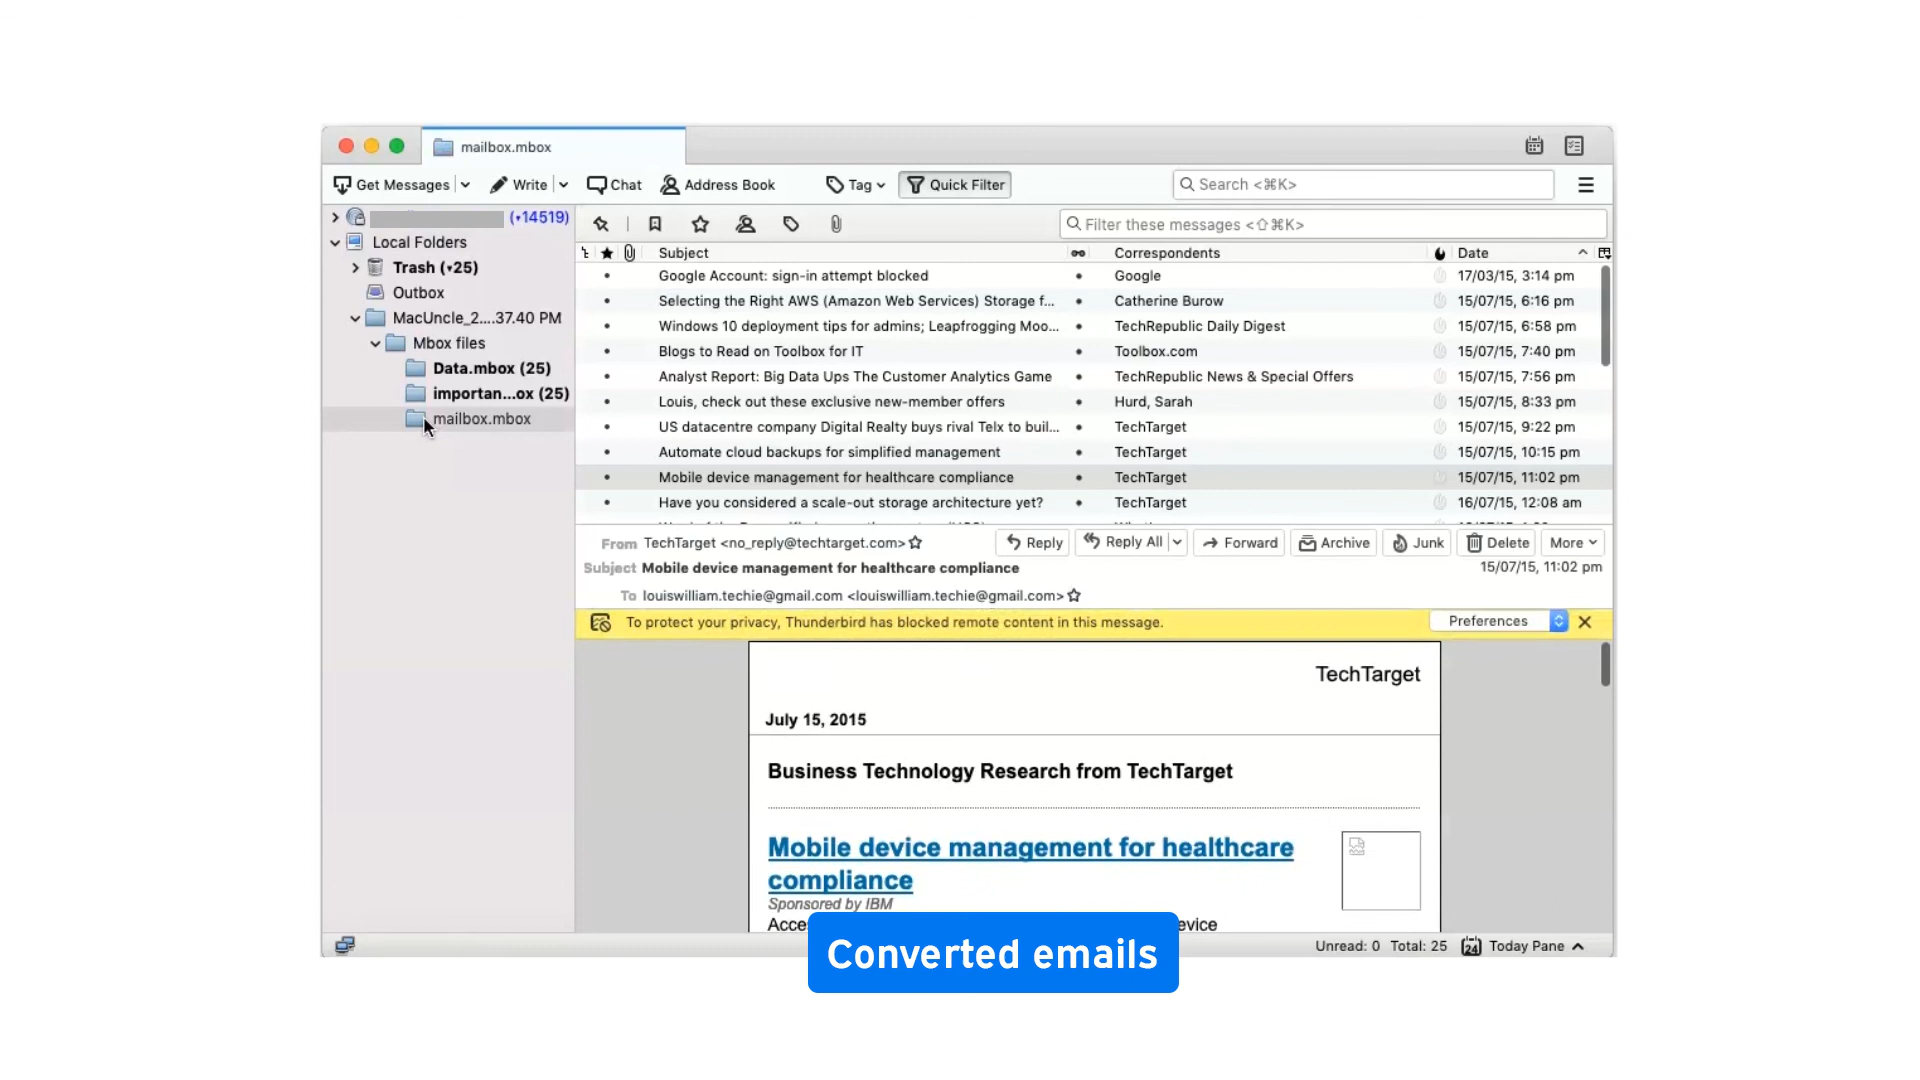 mailbox.mbox
Get Messages Write Chat Address Book Tag Quick Filter Search <⌘K>
(•14519)
Local Folders
Trash (•25)
Outbox
MacUncle_2....37.40 PM
Mbox files
Data.mbox (25)
importan...ox (25)
mailbox.mbox
Filter these messages <⇧⌘K>
Subject Correspondents Date
Google Account: sign-in attempt blocked Google 17/03/15, 3:14 pm
Selecting the Right AWS (Amazon Web Services) Storage f... Catherine Burow 15/07/15, 6:16 pm
Windows 10 deployment tips for admins; Leapfrogging Moo... TechRepublic Daily Digest 15/07/15, 6:58 pm
Blogs to Read on Toolbox for IT Toolbox.com 15/07/15, 7:40 pm
Analyst Report: Big Data Ups The Customer Analytics Game TechRepublic News & Special Offers 15/07/15, 7:56 pm
Louis, check out these exclusive new-member offers Hurd, Sarah 15/07/15, 8:33 pm
US datacentre company Digital Realty buys rival Telx to buil... TechTarget 15/07/15, 9:22 pm
Automate cloud backups for simplified management TechTarget 15/07/15, 10:15 pm
Mobile device management for healthcare compliance TechTarget 15/07/15, 11:02 pm
Have you considered a scale-out storage architecture yet? TechTarget 16/07/15, 12:08 am
From TechTarget <no_reply@techtarget.com> Reply Reply All Forward Archive Junk Delete More
Subject Mobile device management for healthcare compliance 15/07/15, 11:02 pm
To louiswilliam.techie@gmail.com <louiswilliam.techie@gmail.com>
To protect your privacy, Thunderbird has blocked remote content in this message. Preferences
TechTarget
July 15, 2015
Business Technology Research from TechTarget
Mobile device management for healthcare
compliance
Sponsored by IBM
Unread: 0 Total: 25 24 Today Pane
Converted emails